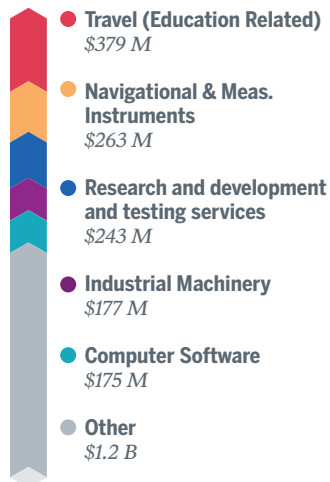 Travel (Education Related)
$379 M
Navigational & Meas.
Instruments
$263 M
Research and development
and testing services
$243 M
Industrial Machinery
$177 M
Computer Software
$175 M
Other
$1.2 B